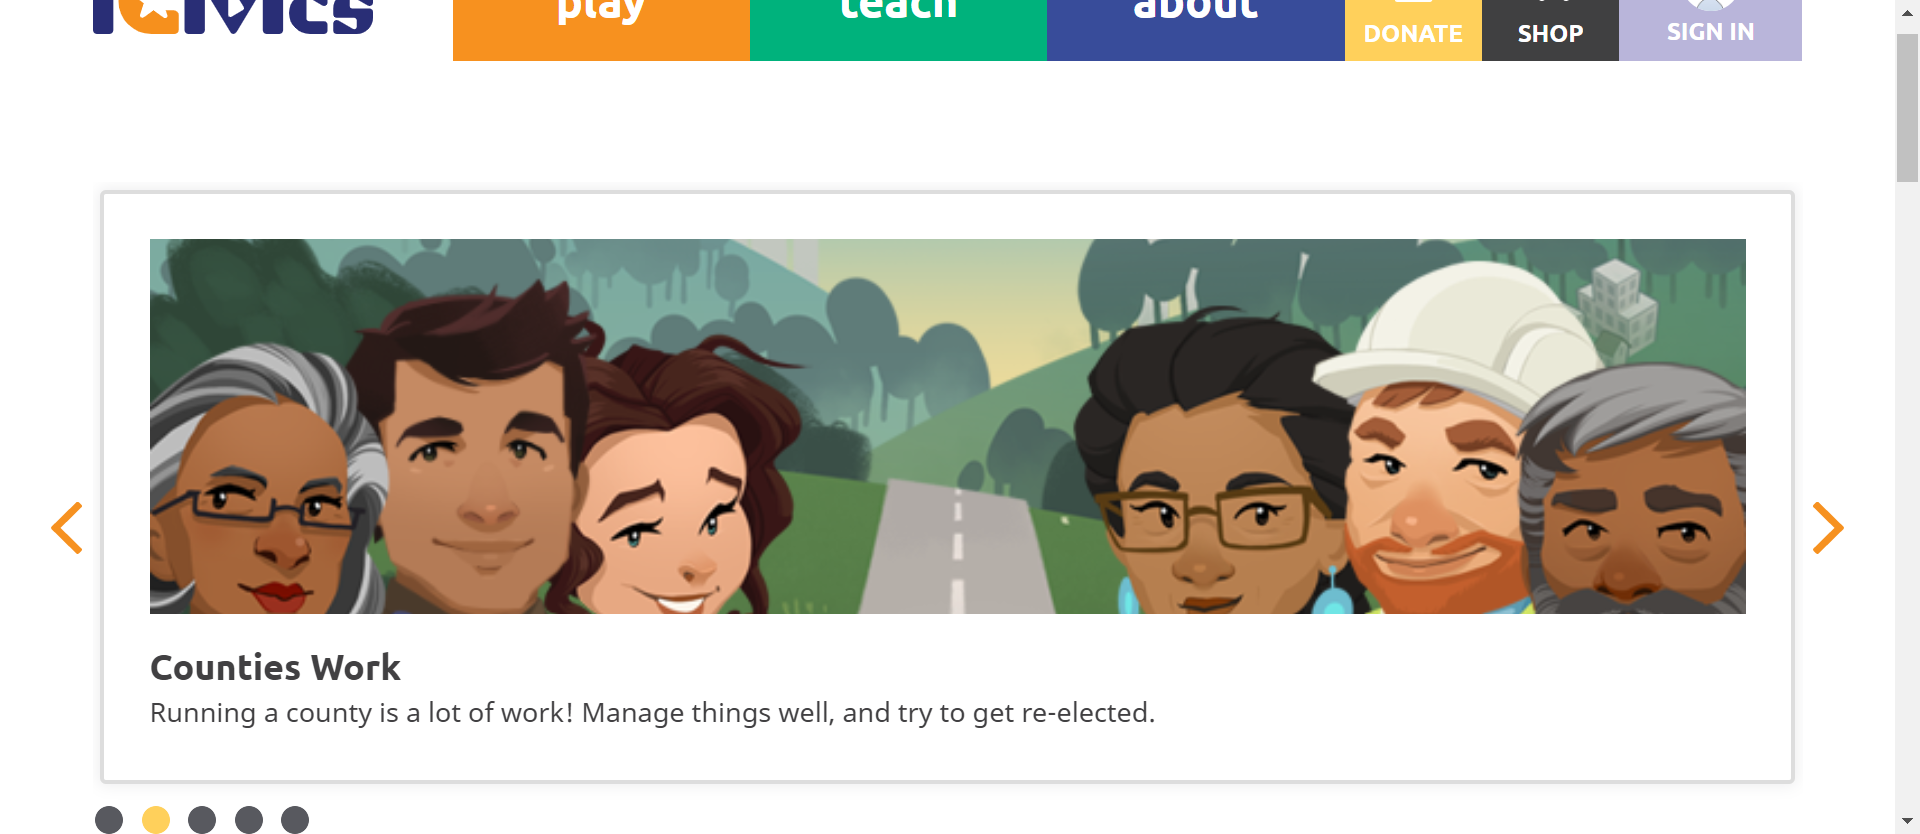 iCivics
play
teach
about
DONATE
SHOP
SIGN IN
Counties Work
Running a county is a lot of work! Manage things well, and try to get re-elected.